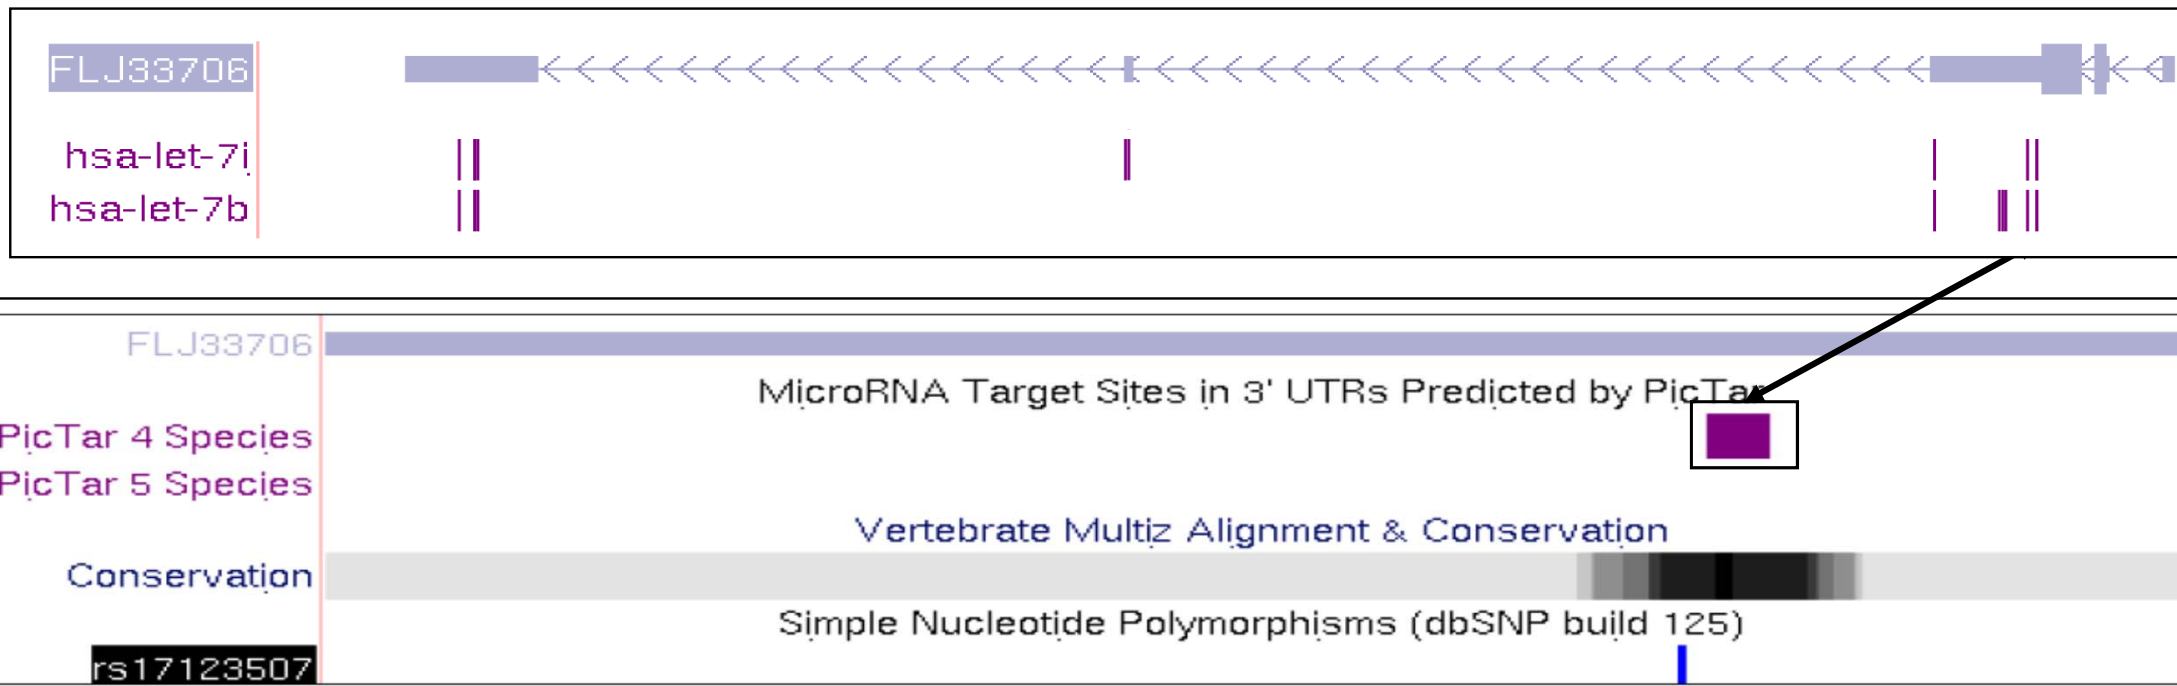 FLJ33706
hsa-let-7i
hsa-let-7b
FLJ33706
MicroRNA Target Sites in 3' UTRs Predicted by PicTar
PicTar 4 Species
PicTar 5 Species
Vertebrate Multiz Alignment & Conservation
Conservation
Simple Nucleotide Polymorphisms (dbSNP build 125)
rs17123507